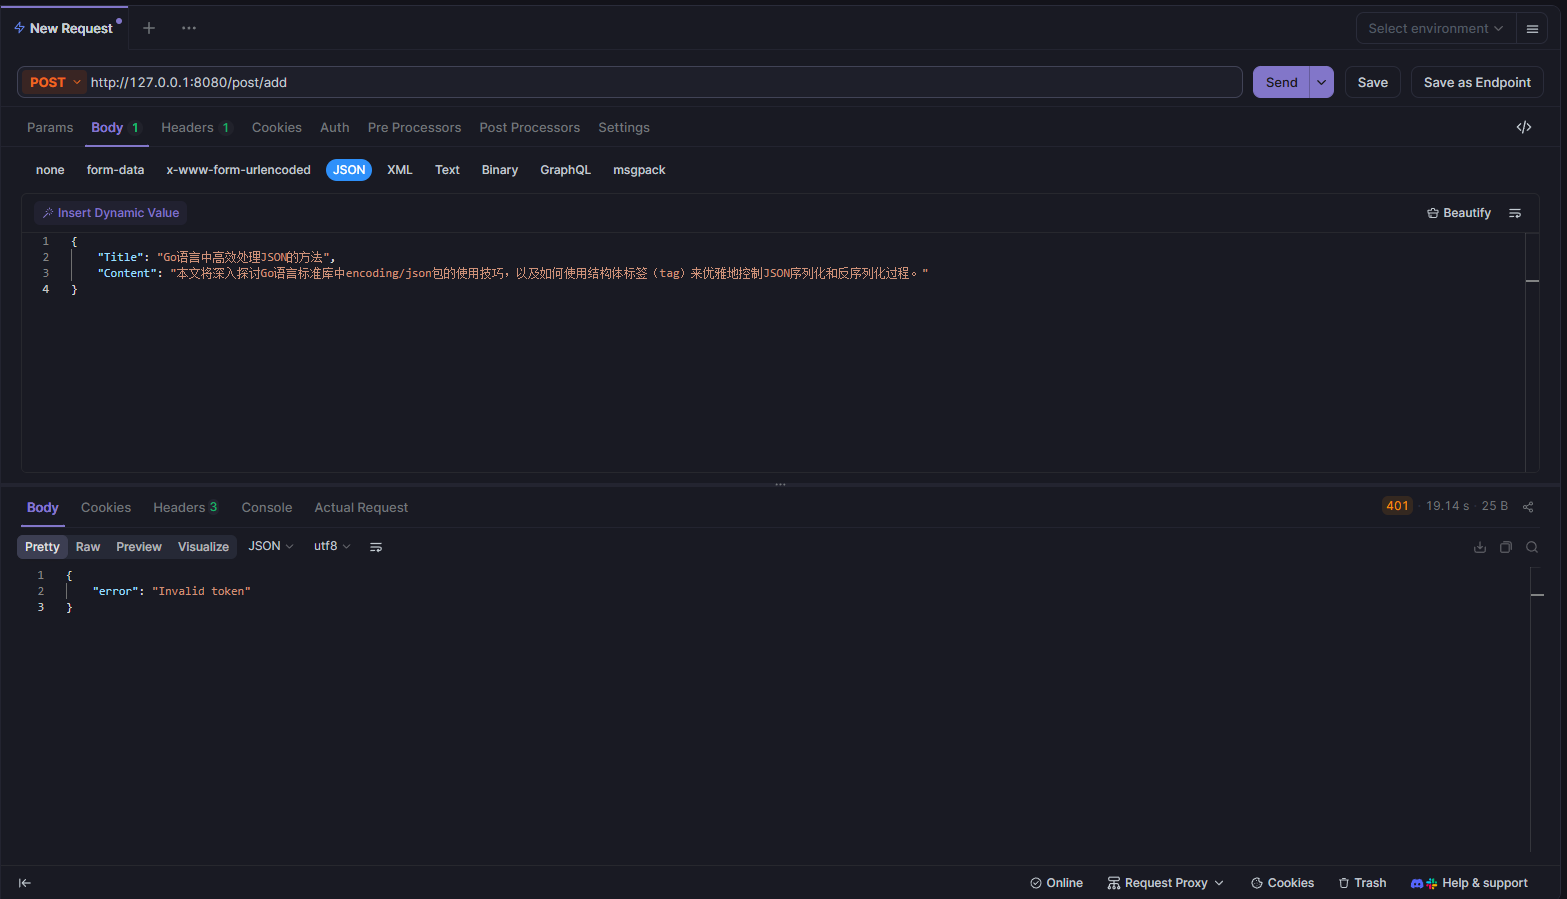 New Request
Select environment
POST http://127.0.0.1:8080/post/add
Send
Save
Save as Endpoint
Params Body 1 Headers 1 Cookies Auth Pre Processors Post Processors Settings
none form-data x-www-form-urlencoded JSON XML Text Binary GraphQL msgpack
Insert Dynamic Value
Beautify
1 {
2 "Title": "Go语言中高效处理JSON的方法",
3 "Content": "本文将深入探讨Go语言标准库中encoding/json包的使用技巧，以及如何使用结构体标签（tag）来优雅地控制JSON序列化和反序列化过程。"
4 }
Body Cookies Headers 3 Console Actual Request
401 · 19.14 s · 25 B
Pretty Raw Preview Visualize JSON utf8
1 {
2 "error": "Invalid token"
3 }
Online Request Proxy Cookies Trash Help & support